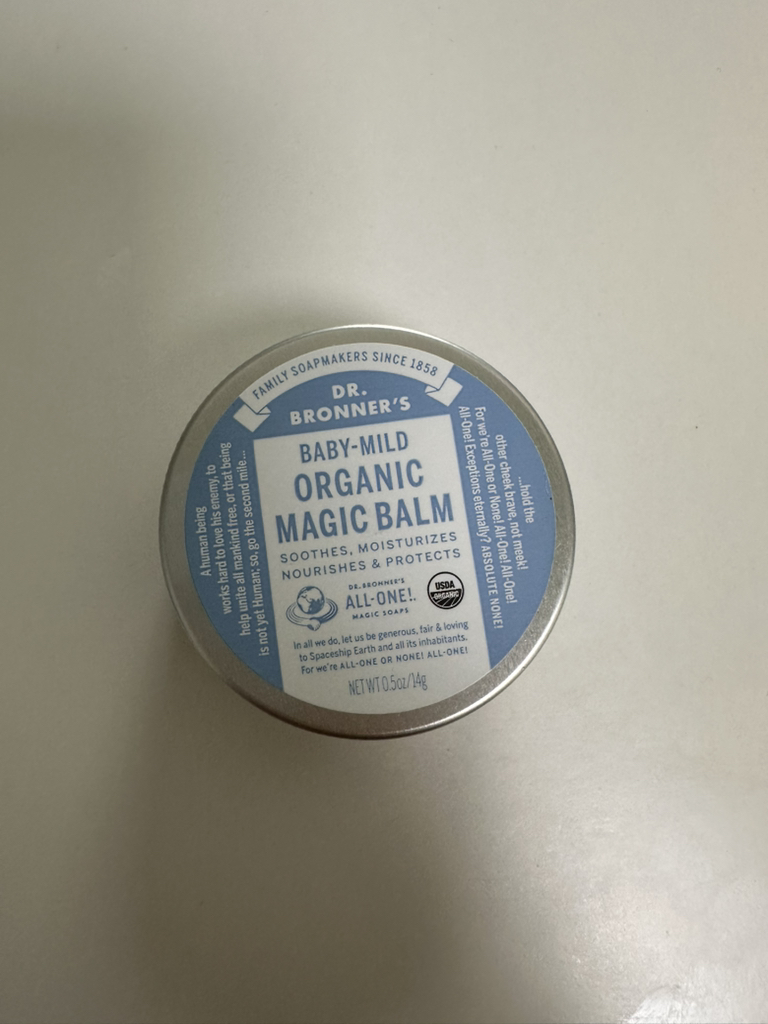 FAMILY SOAPMAKERS SINCE 1858
DR.
BRONNER'S
BABY-MILD
ORGANIC
MAGIC BALM
SOOTHES, MOISTURIZES
NOURISHES & PROTECTS
DR. BRONNER'S
ALL-ONE!
MAGIC SOAPS
USDA
ORGANIC
In all we do, let us be generous, fair & loving
to Spaceship Earth and all its inhabitants.
For we're ALL-ONE OR NONE! ALL-ONE!
NET WT 0.5oz/14g
A human being
works hard to love his enemy, to
help unite all mankind free, or that being
is not yet Human; so, go the second mile...
...hold the
other cheek brave, not meek!
For we're All-One or None! All-One! All-One!
All-One! Exceptions eternally? ABSOLUTE NONE!